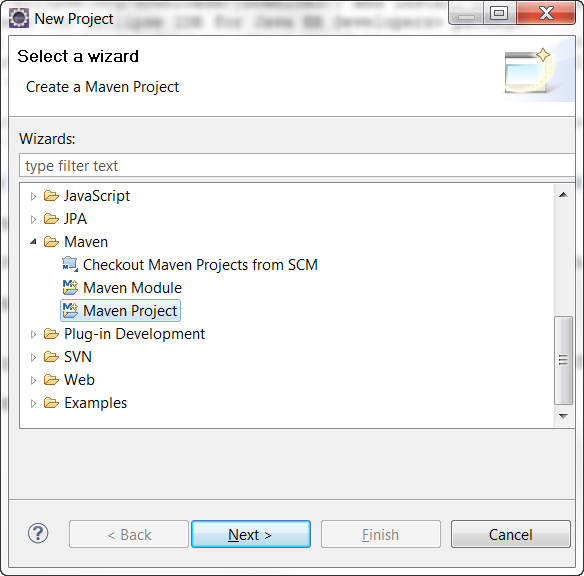 New Project
Select a wizard
Create a Maven Project
Wizards:
type filter text
JavaScript
JPA
Maven
Checkout Maven Projects from SCM
Maven Module
Maven Project
Plug-in Development
SVN
Web
Examples
< Back
Next >
Finish
Cancel